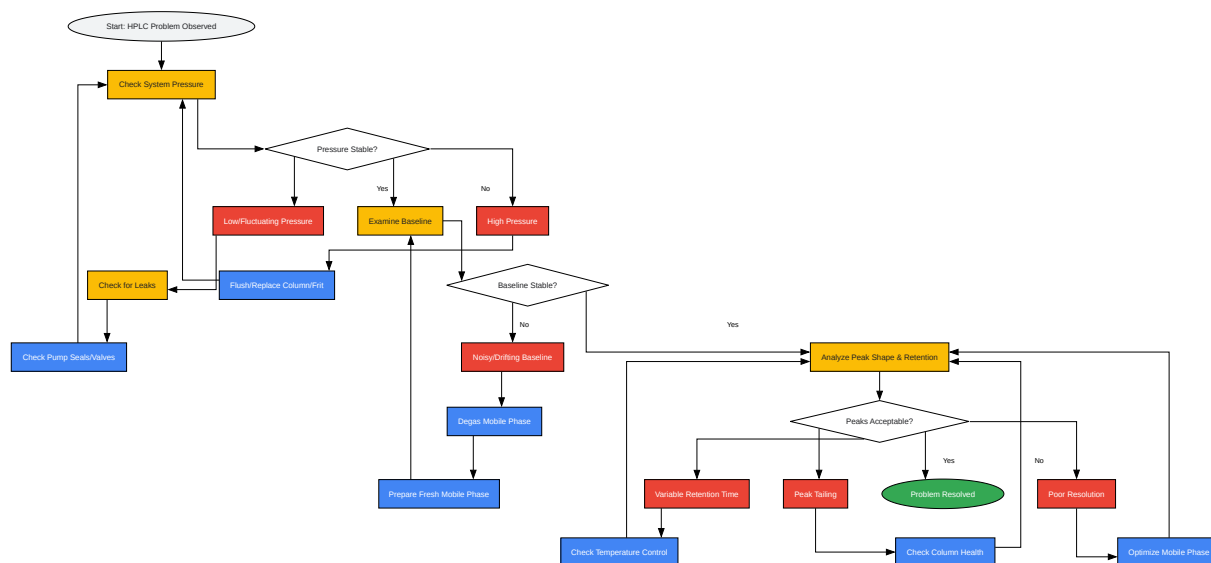 Start: HPLC Problem Observed
Check System Pressure
Pressure Stable?
Yes
No
Low/Fluctuating Pressure
Examine Baseline
High Pressure
Check for Leaks
Flush/Replace Column/Frit
Baseline Stable?
No
Yes
Check Pump Seals/Valves
Noisy/Drifting Baseline
Analyze Peak Shape & Retention
Degas Mobile Phase
Peaks Acceptable?
Yes
No
Prepare Fresh Mobile Phase
Variable Retention Time
Peak Tailing
Problem Resolved
Poor Resolution
Check Temperature Control
Check Column Health
Optimize Mobile Phase